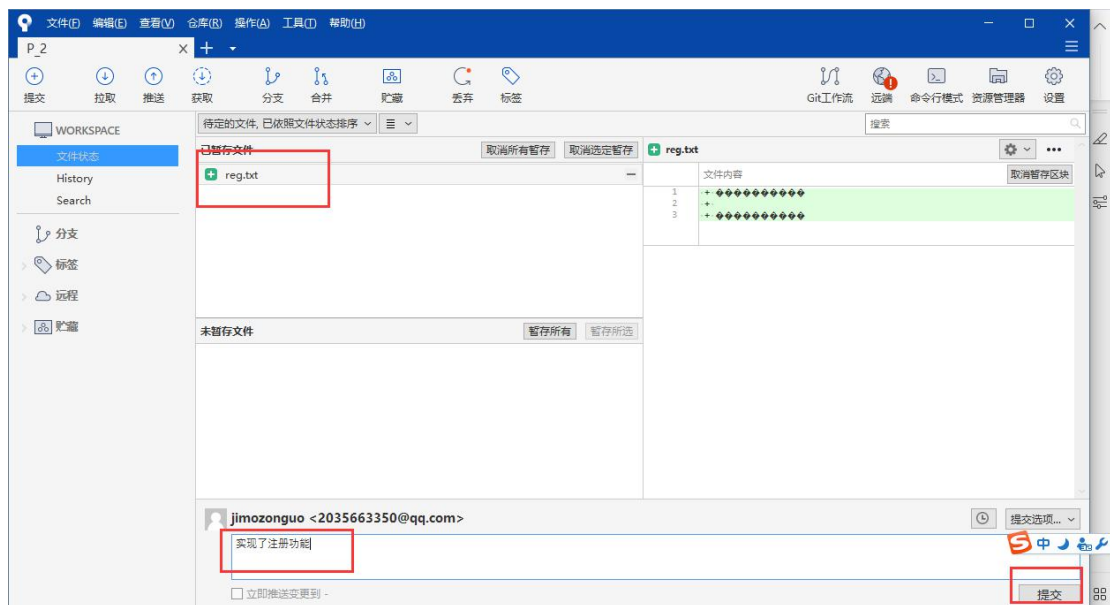 文件(F) 编辑(E) 查看(V) 仓库(R) 操作(A) 工具(T) 帮助(H)
P_2
提交 拉取 推送 获取 分支 合并 贮藏 丢弃 标签 Git工作流 远端 命令行模式 资源管理器 设置
WORKSPACE
文件状态
History
Search
分支
标签
远程
贮藏
待定的文件, 已依照文件状态排序
搜索
已暂存文件 取消所有暂存 取消选定暂存
reg.txt
未暂存文件 暂存所有 暂存所选
reg.txt
文件内容 取消暂存区块
1 + �����������
2 +
3 + �����������
jimozonguo <2035663350@qq.com>
提交选项...
实现了注册功能
中
立即推送变更到 -
提交